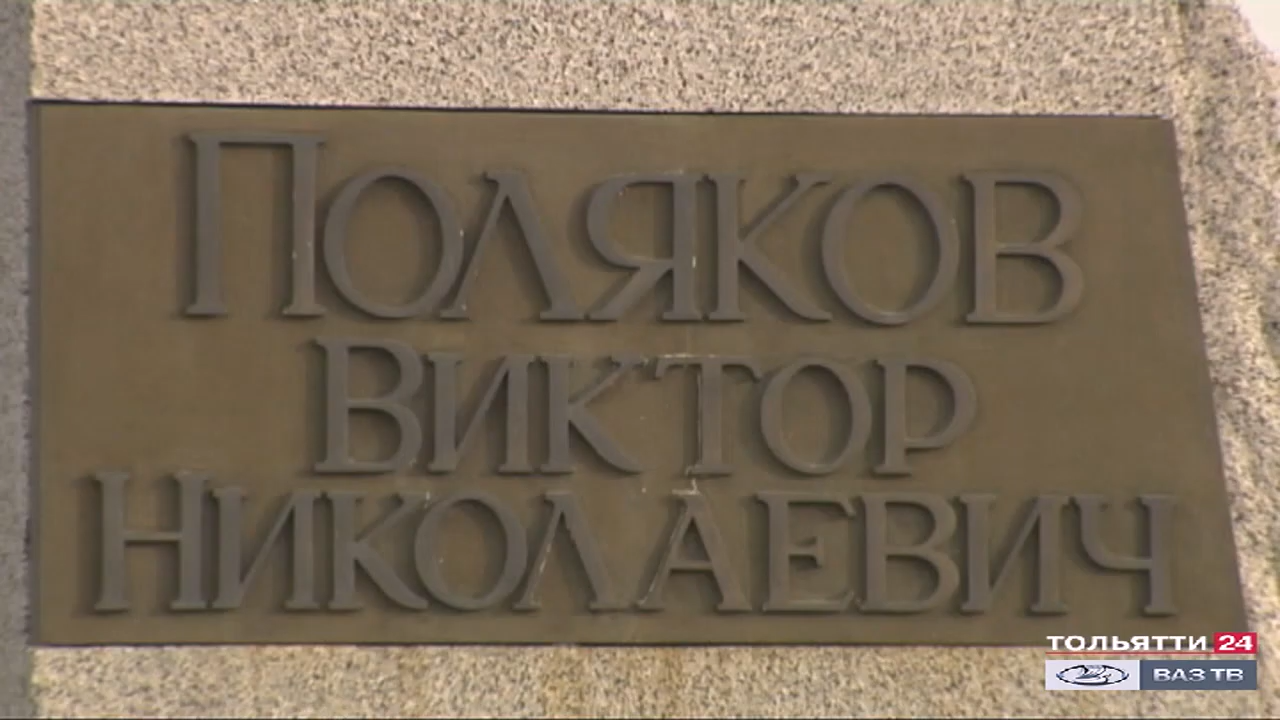 ПОЛЯКОВ
ВИКТОР
НИКОЛАЕВИЧ
ТОЛЬЯТТИ 24
ВАЗ ТВ